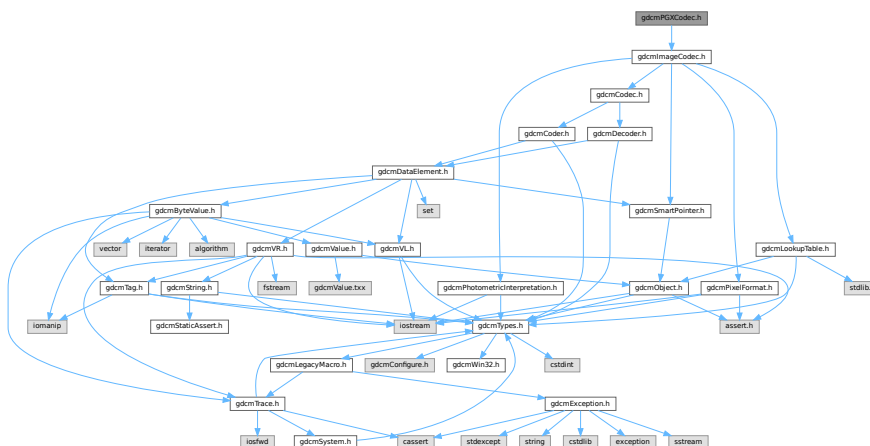 gdcmPGXCodec.h
gdcmImageCodec.h
gdcmCodec.h
gdcmCoder.h
gdcmDecoder.h
gdcmDataElement.h
gdcmByteValue.h
set
gdcmSmartPointer.h
vector
iterator
algorithm
gdcmVR.h
gdcmValue.h
gdcmVL.h
gdcmLookupTable.h
gdcmTag.h
gdcmString.h
fstream
gdcmValue.txx
gdcmPhotometricInterpretation.h
gdcmObject.h
gdcmPixelFormat.h
stdlib.
iomanip
gdcmStaticAssert.h
iostream
gdcmTypes.h
assert.h
gdcmLegacyMacro.h
gdcmConfigure.h
gdcmWin32.h
cstdint
gdcmTrace.h
gdcmException.h
iosfwd
gdcmSystem.h
cassert
stdexcept
string
cstdlib
exception
sstream